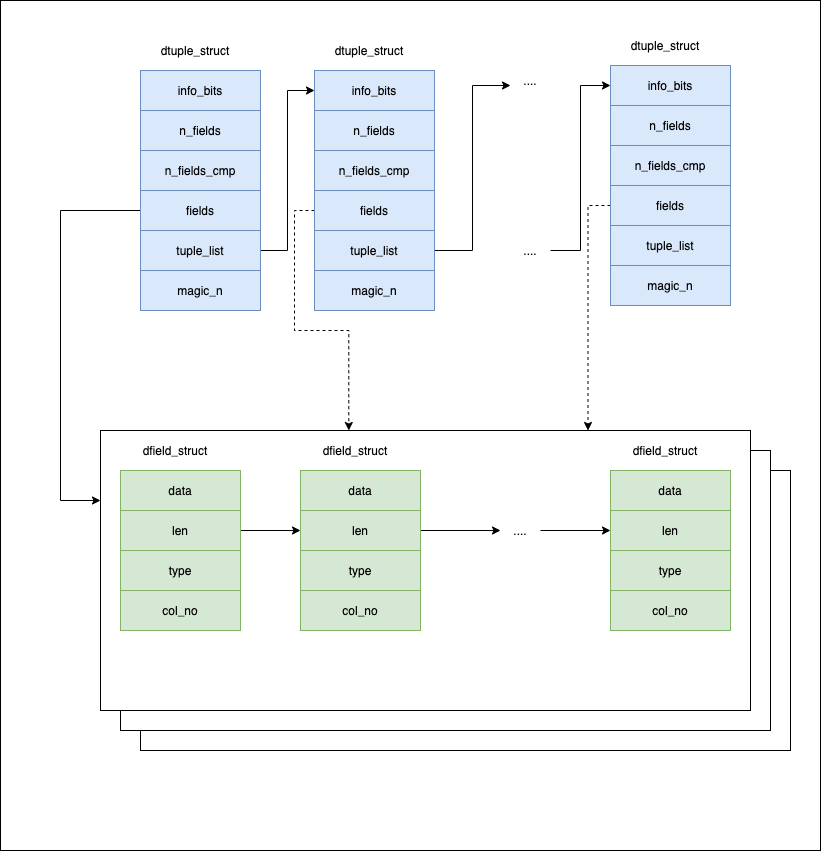 dtuple_struct
info_bits
n_fields
n_fields_cmp
fields
tuple_list
magic_n
dtuple_struct
info_bits
n_fields
n_fields_cmp
fields
tuple_list
magic_n
....
....
dtuple_struct
info_bits
n_fields
n_fields_cmp
fields
tuple_list
magic_n
dfield_struct
data
len
type
col_no
dfield_struct
data
len
type
col_no
....
dfield_struct
data
len
type
col_no